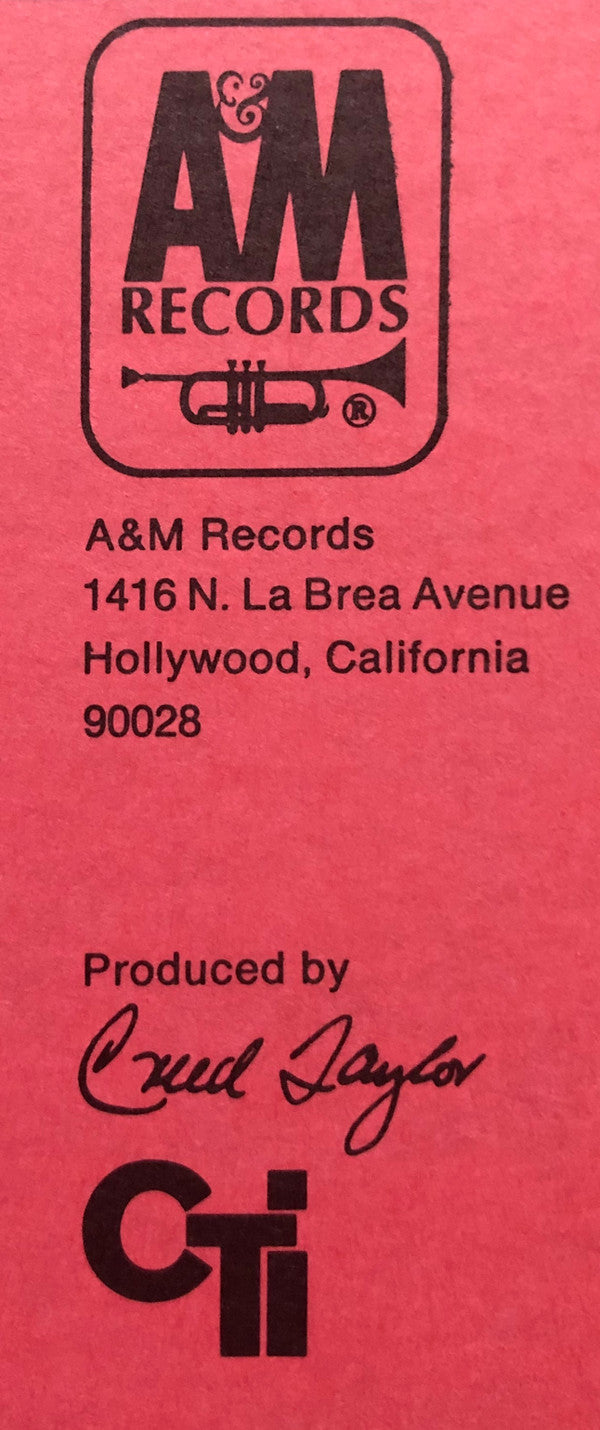 A&M
RECORDS
®
A&M Records
1416 N. La Brea Avenue
Hollywood, California
90028
Produced by
Creed Taylor
CTi